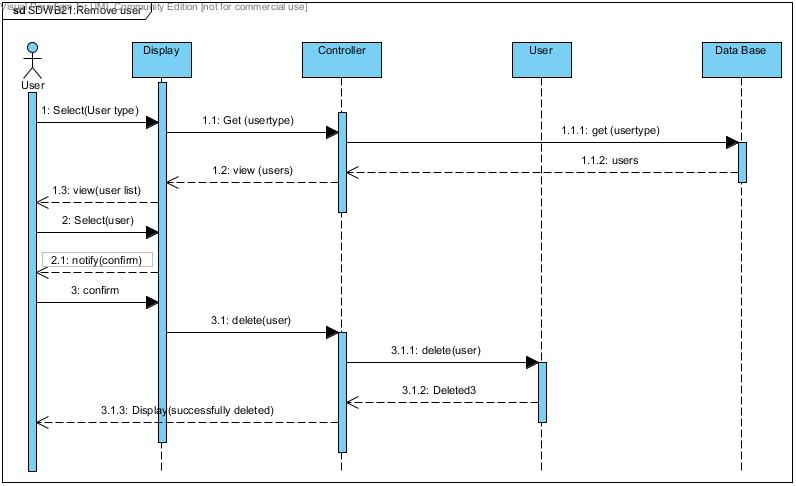 Visual Paradigm for UML Community Edition [not for commercial use]
sd SDWB21:Remove user
Display
Controller
User
Data Base
User
1: Select(User type)
1.1: Get (usertype)
1.1.1: get (usertype)
1.1.2: users
1.2: view (users)
1.3: view(user list)
2: Select(user)
2.1: notify(confirm)
3: confirm
3.1: delete(user)
3.1.1: delete(user)
3.1.2: Deleted3
3.1.3: Display(successfully deleted)